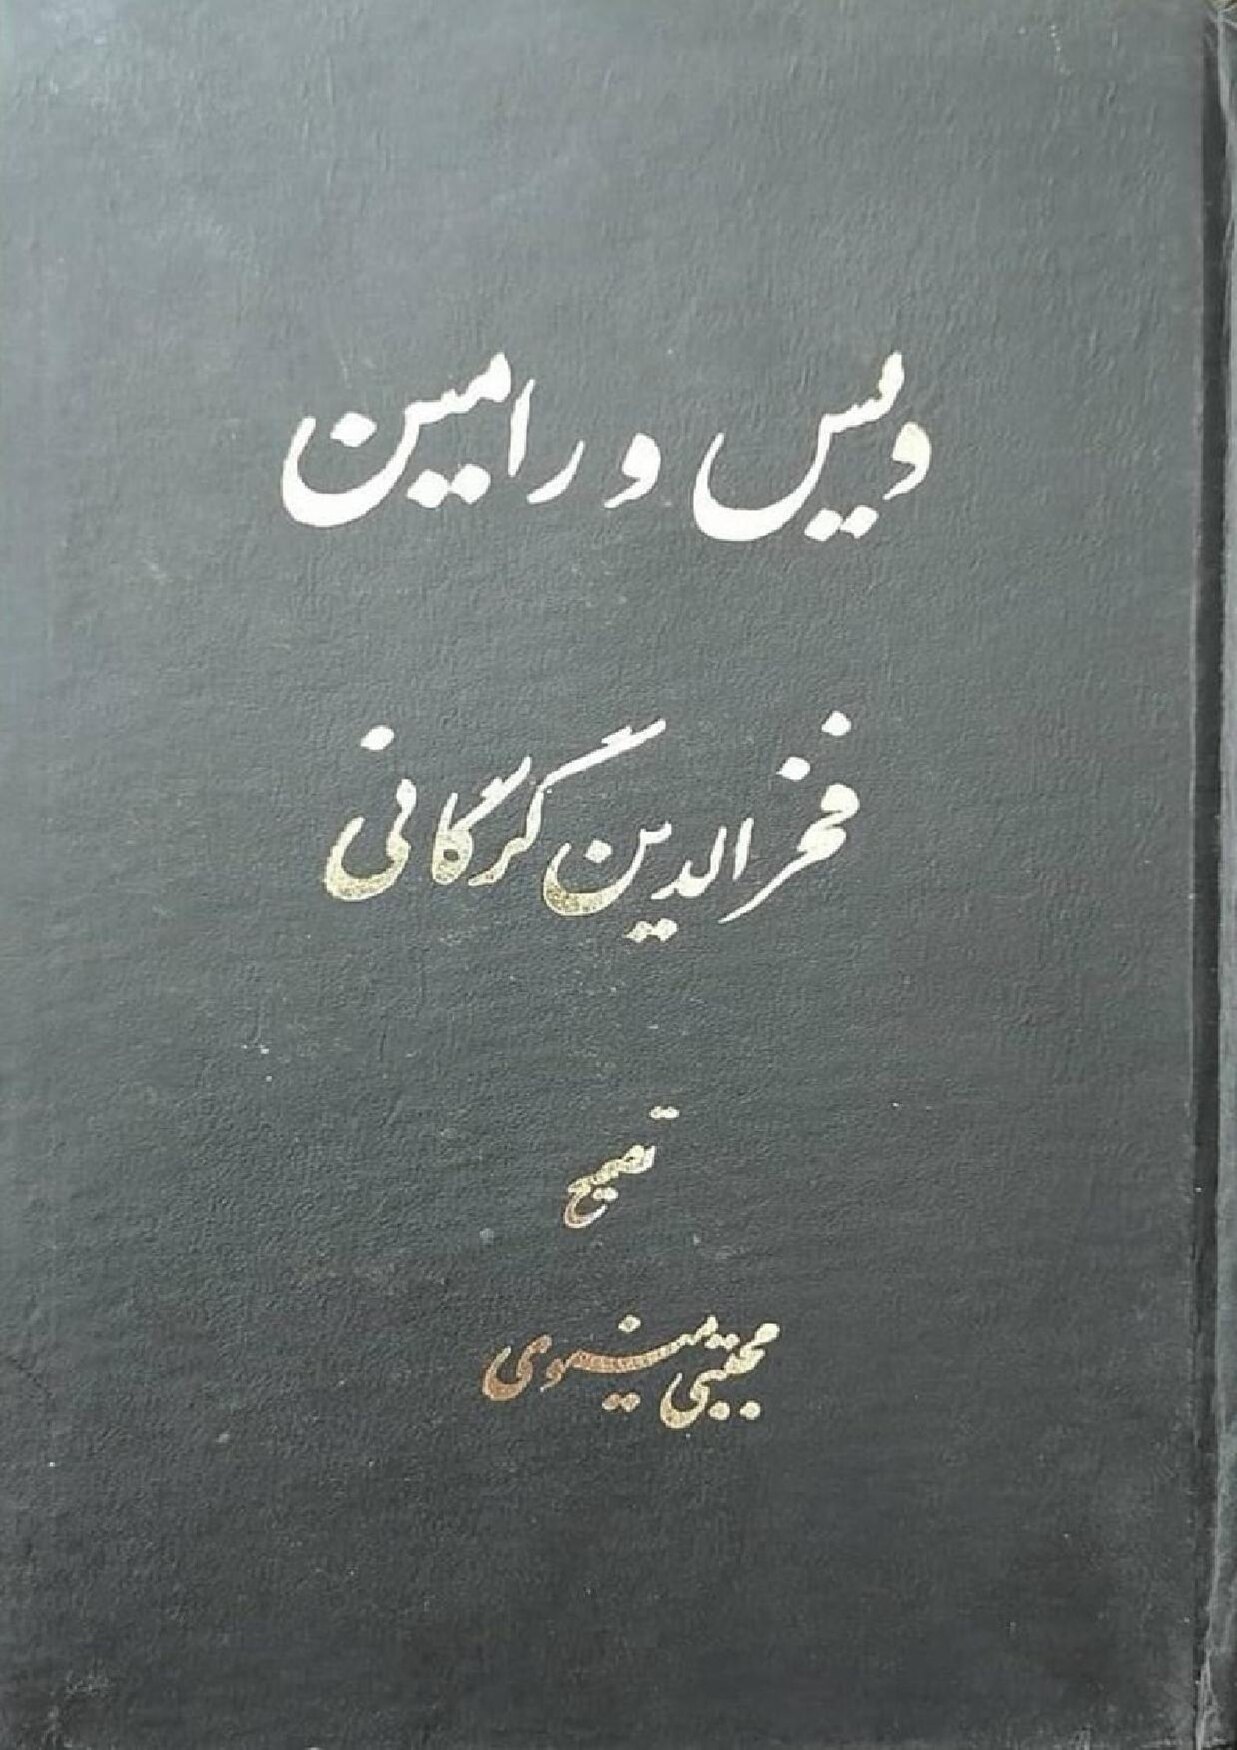 ویس و رامین
فخرالدین گرگانی
تصحیح
مجتبی مینوی